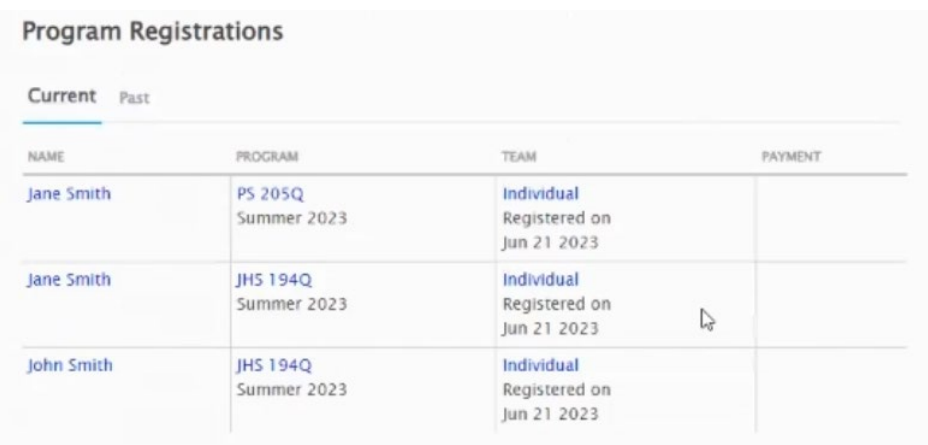 Program Registrations
Current Past
NAME PROGRAM TEAM PAYMENT
Jane Smith PS 205Q Individual
Summer 2023 Registered on
Jun 21 2023
Jane Smith JHS 194Q Individual
Summer 2023 Registered on
Jun 21 2023
John Smith JHS 194Q Individual
Summer 2023 Registered on
Jun 21 2023